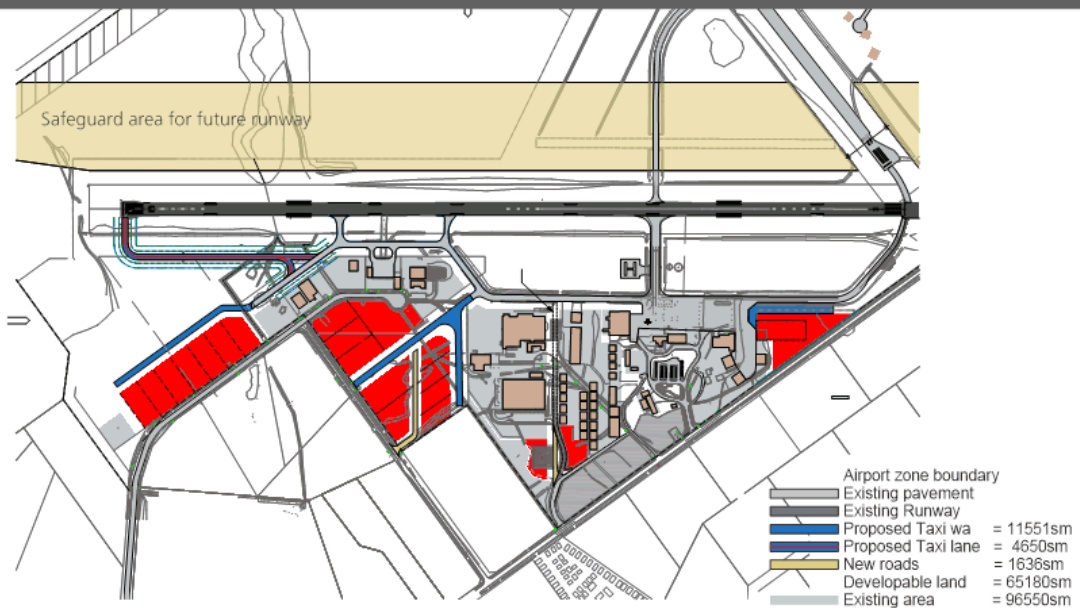 Safeguard area for future runway
H
Airport zone boundary
Existing pavement
Existing Runway
Proposed Taxi wa = 11551sm
Proposed Taxi lane = 4650sm
New roads = 1636sm
Developable land = 65180sm
Existing area = 96550sm